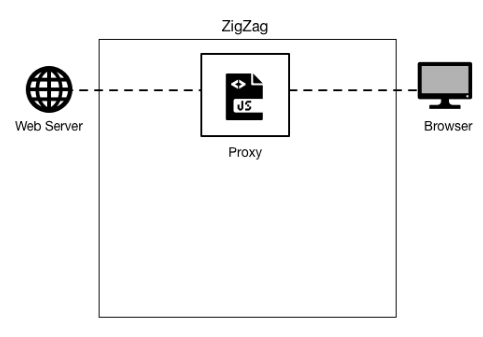 ZigZag
JS
Web Server
Browser
Proxy